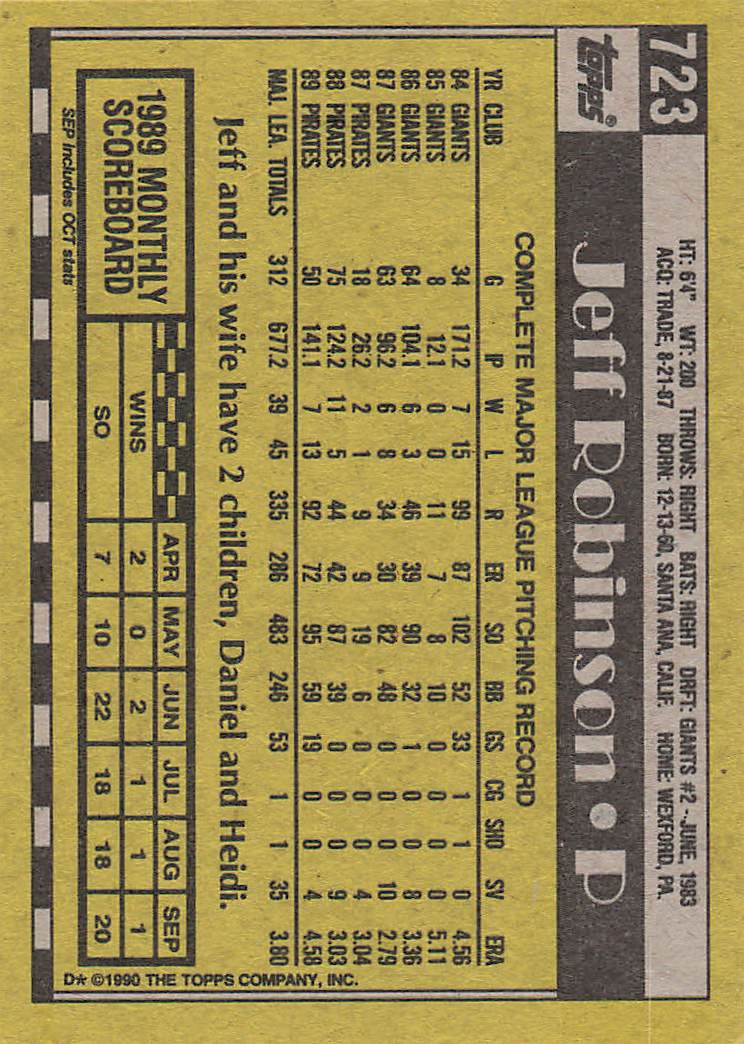 723
topps®
HT: 6'4" WT: 200 THROWS: RIGHT BATS: RIGHT DRFT: GIANTS #2 -JUNE, 1983
ACQ: TRADE, 8-21-87 BORN: 12-13-60, SANTA ANA, CALIF. HOME: WEXFORD, PA.
Jeff Robinson • P
COMPLETE MAJOR LEAGUE PITCHING RECORD
YR CLUB G IP W L R ER SO BB GS CG SHO SV ERA
84 GIANTS 34 171.2 7 15 99 87 102 52 33 1 1 0 4.56
85 GIANTS 8 12.1 0 0 11 7 8 10 0 0 0 0 5.11
86 GIANTS 64 104.1 6 3 46 39 90 32 1 0 0 8 3.36
87 GIANTS 63 96.2 6 8 34 30 82 48 0 0 0 10 2.79
87 PIRATES 18 26.2 2 1 9 9 19 6 0 0 0 4 3.04
88 PIRATES 75 124.2 11 5 44 42 87 39 0 0 0 9 3.03
89 PIRATES 50 141.1 7 13 92 72 95 59 19 0 0 4 4.58
MAJ. LEA. TOTALS 312 677.2 39 45 335 286 483 246 53 1 1 35 3.80
Jeff and his wife have 2 children, Daniel and Heidi.
1989 MONTHLY
SCOREBOARD
APR MAY JUN JUL AUG SEP
WINS 2 0 2 1 1 1
SO 7 10 22 18 18 20
SEP includes OCT stats
D* ©1990 THE TOPPS COMPANY, INC.